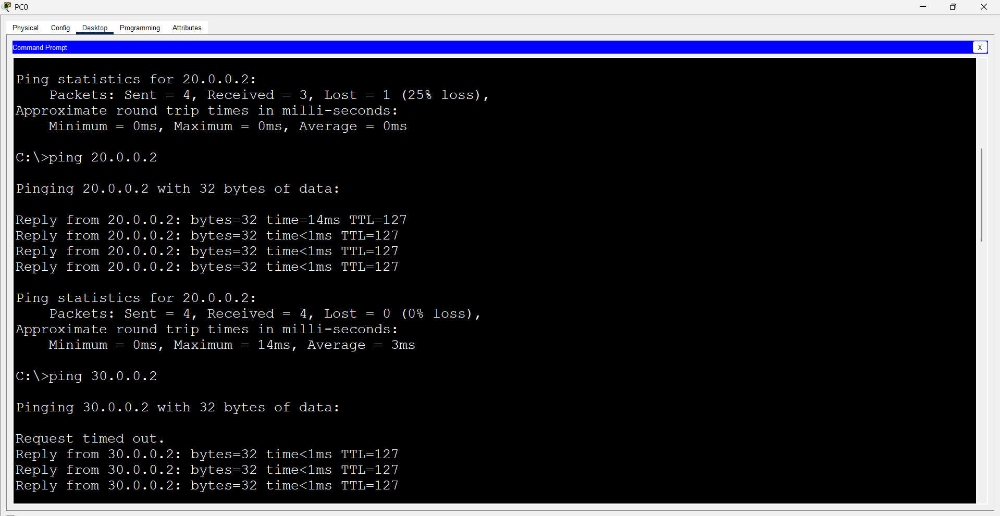 PC0
Physical Config Desktop Programming Attributes
Command Prompt X
Ping statistics for 20.0.0.2:
    Packets: Sent = 4, Received = 3, Lost = 1 (25% loss),
Approximate round trip times in milli-seconds:
    Minimum = 0ms, Maximum = 0ms, Average = 0ms
C:\>ping 20.0.0.2
Pinging 20.0.0.2 with 32 bytes of data:
Reply from 20.0.0.2: bytes=32 time=14ms TTL=127
Reply from 20.0.0.2: bytes=32 time<1ms TTL=127
Reply from 20.0.0.2: bytes=32 time<1ms TTL=127
Reply from 20.0.0.2: bytes=32 time<1ms TTL=127
Ping statistics for 20.0.0.2:
    Packets: Sent = 4, Received = 4, Lost = 0 (0% loss),
Approximate round trip times in milli-seconds:
    Minimum = 0ms, Maximum = 14ms, Average = 3ms
C:\>ping 30.0.0.2
Pinging 30.0.0.2 with 32 bytes of data:
Request timed out.
Reply from 30.0.0.2: bytes=32 time<1ms TTL=127
Reply from 30.0.0.2: bytes=32 time<1ms TTL=127
Reply from 30.0.0.2: bytes=32 time<1ms TTL=127